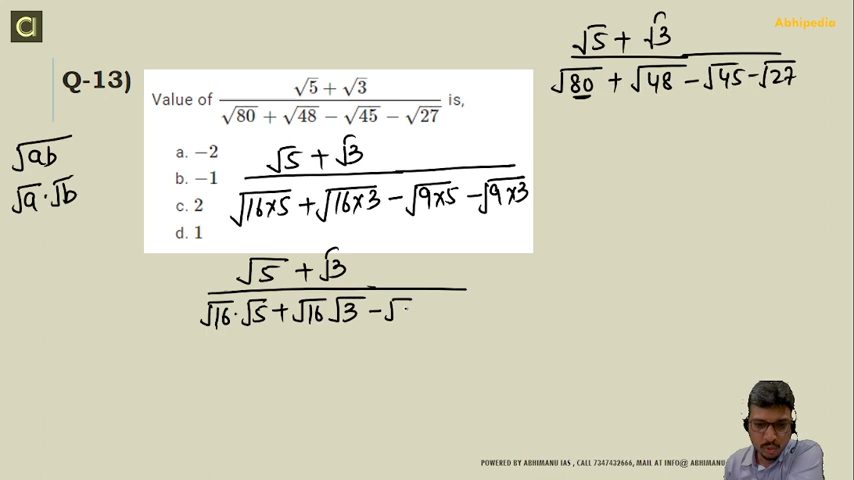 a
Abhipedia
√5 + √3
√80 + √48 - √45 - √27
Q-13)
Value of (√5 + √3) / (√80 + √48 − √45 − √27) is,
a. −2
b. −1
c. 2
d. 1
√ab
√a · √b
√5 + √3
√16×5 + √16×3 - √9×5 - √9×3
√5 + √3
√16 · √5 + √16 √3 - √
POWERED BY ABHIMANU IAS , CALL 7347432666, MAIL AT INFO@ ABHIMANU